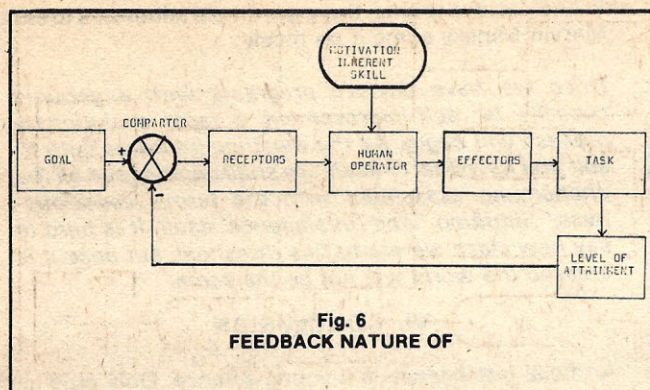 MOTIVATION
INHERENT
SKILL
COMPARTOR
+
GOAL
RECEPTORS
HUMAN
OPERATOR
EFFECTORS
TASK
LEVEL OF
ATTAINMENT
Fig. 6
FEEDBACK NATURE OF